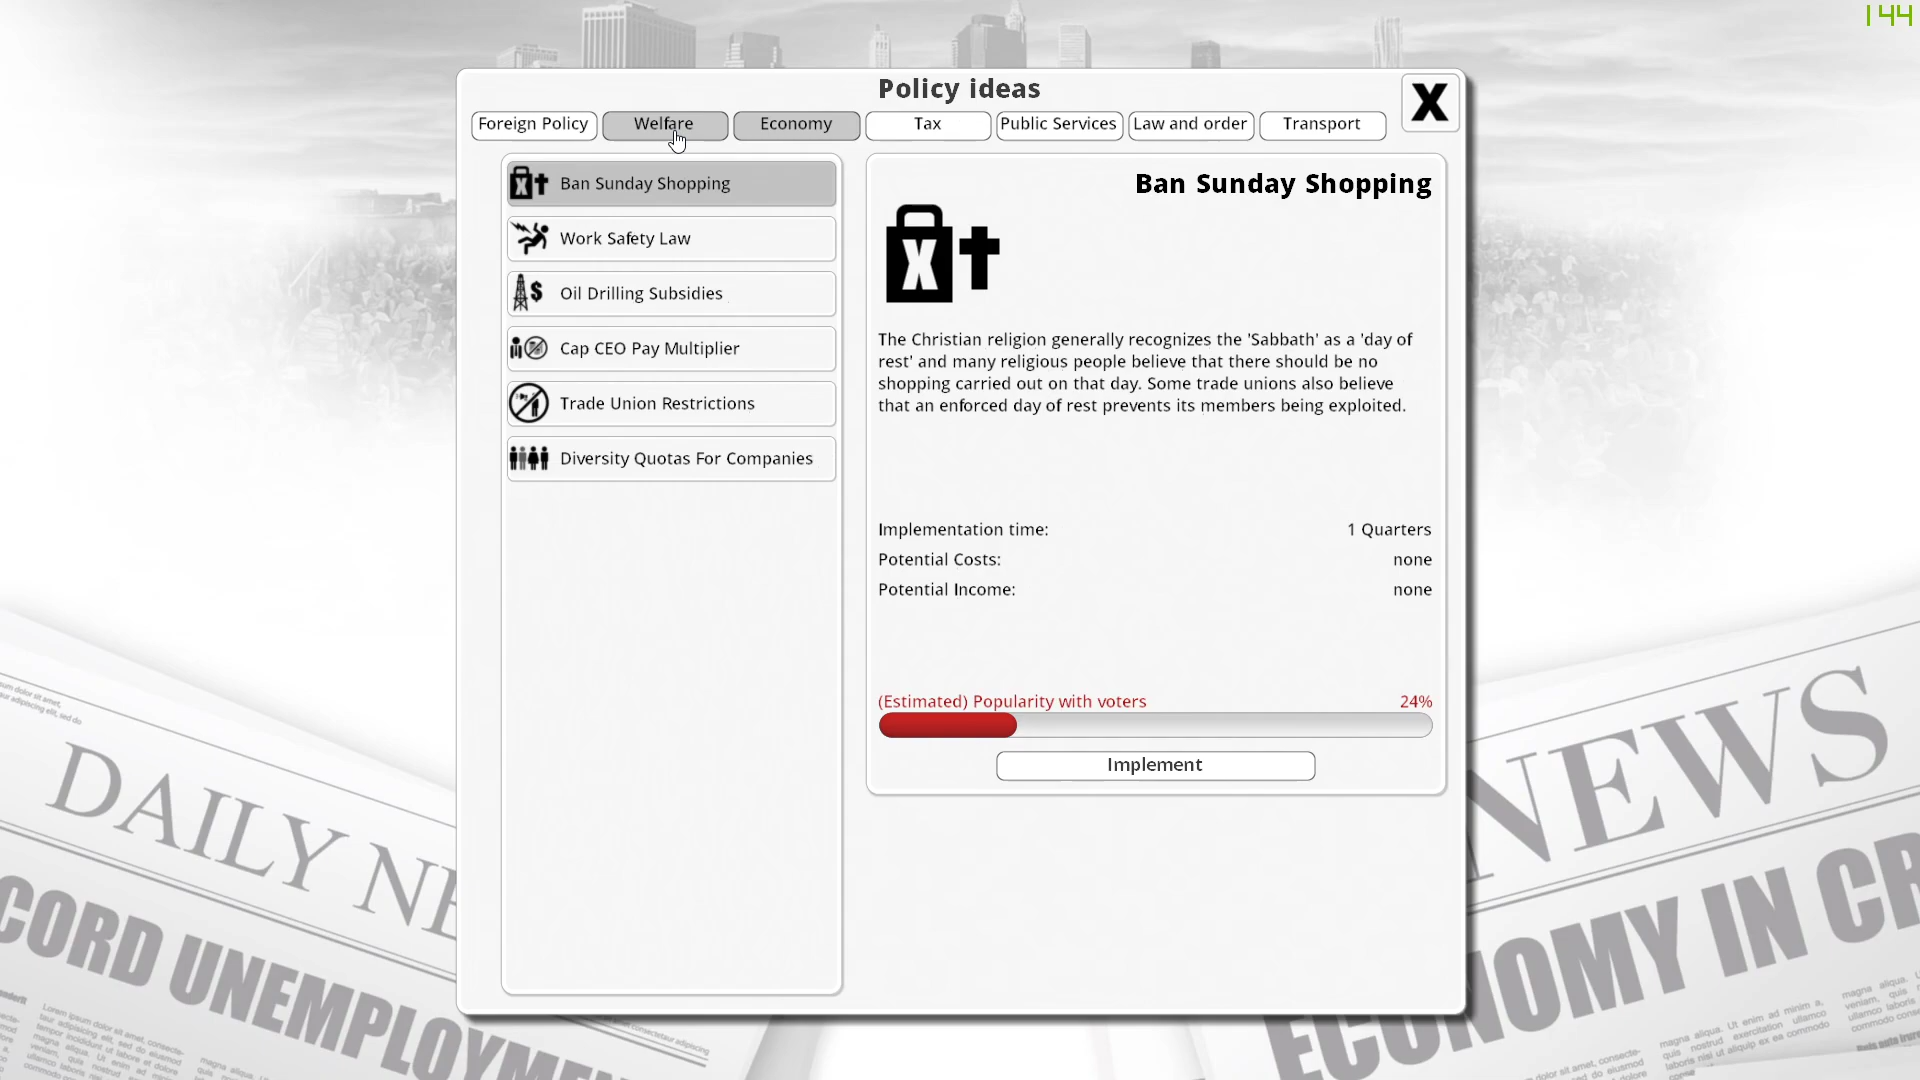 144
Policy ideas
X
Foreign Policy
Welfare
Economy
Tax
Public Services
Law and order
Transport
Ban Sunday Shopping
Work Safety Law
Oil Drilling Subsidies
Cap CEO Pay Multiplier
Trade Union Restrictions
Diversity Quotas For Companies
Ban Sunday Shopping
The Christian religion generally recognizes the 'Sabbath' as a 'day of
rest' and many religious people believe that there should be no
shopping carried out on that day. Some trade unions also believe
that an enforced day of rest prevents its members being exploited.
Implementation time: 1 Quarters
Potential Costs: none
Potential Income: none
(Estimated) Popularity with voters 24%
Implement
DAILY NE
CORD UNEMPLOYME
NEWS
ECONOMY IN CR